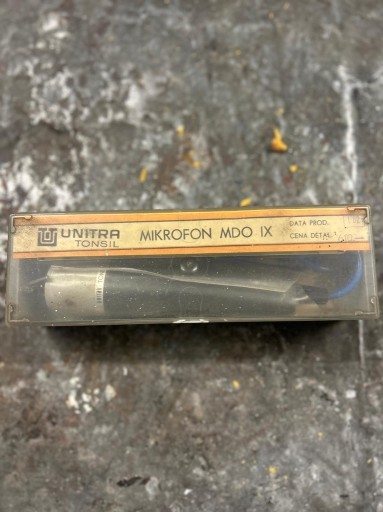 UNITRA
TONSIL
MIKROFON MDO IX
DATA PROD.
CENA DETAL.